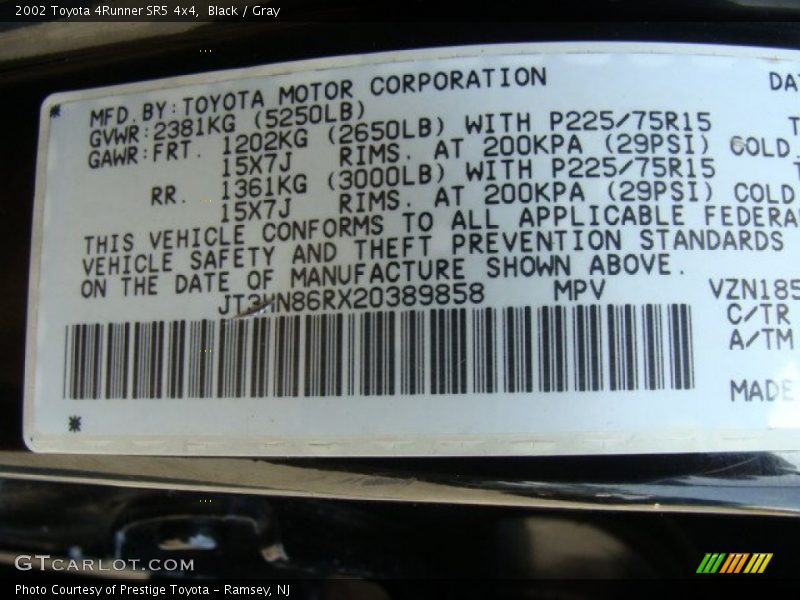 2002 Toyota 4Runner SR5 4x4, Black / Gray
MFD.BY:TOYOTA MOTOR CORPORATION DA
GVWR:2381KG (5250LB)
GAWR:FRT. 1202KG (2650LB) WITH P225/75R15
15X7J RIMS. AT 200KPA (29PSI) COLD
RR. 1361KG (3000LB) WITH P225/75R15
15X7J RIMS. AT 200KPA (29PSI) COLD
THIS VEHICLE CONFORMS TO ALL APPLICABLE FEDERA
VEHICLE SAFETY AND THEFT PREVENTION STANDARDS
ON THE DATE OF MANUFACTURE SHOWN ABOVE.
JT3HN86RX20389858 MPV VZN185
C/TR
A/TM
MADE
GTCARLOT.COM
Photo Courtesy of Prestige Toyota - Ramsey, NJ